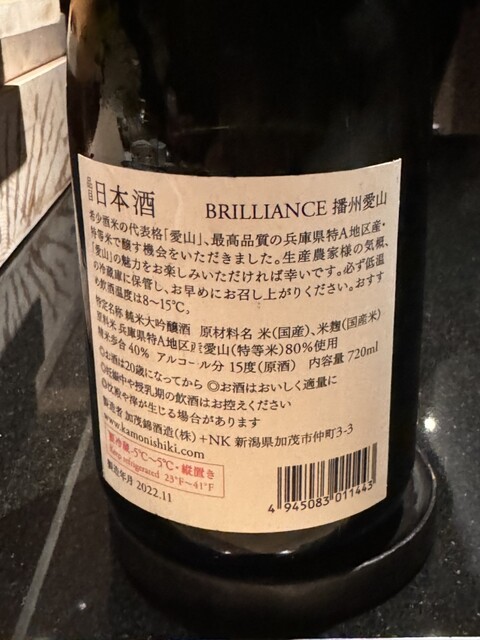 品目 日本酒
BRILLIANCE 播州愛山
希少酒米の代表格「愛山」、最高品質の兵庫県特A地区産・
特等米で醸す機会をいただきました。生産農家様の気概、
「愛山」の魅力をお楽しみいただければ幸いです。必ず低温
の冷蔵庫に保管し、お早めにお召し上がりください。おすす
め飲酒温度は8〜15℃。
特定名称 純米大吟醸酒 原材料名 米(国産)、米麹(国産米)
原料米 兵庫県特A地区産愛山(特等米)80%使用
精米歩合 40% アルコール分 15度(原酒) 内容量 720ml
◎お酒は20歳になってから ◎お酒はおいしく適量に
◎妊娠中や授乳期の飲酒はお控えください
◎炭酸や滓が生じる場合があります
製造者 加茂錦酒造(株)+NK 新潟県加茂市仲町3-3
www.kamonishiki.com
要冷蔵 -5℃〜5℃・縦置き
Keep refrigerated 23°F〜41°F
製造年月 2022.11
4 945083 011443